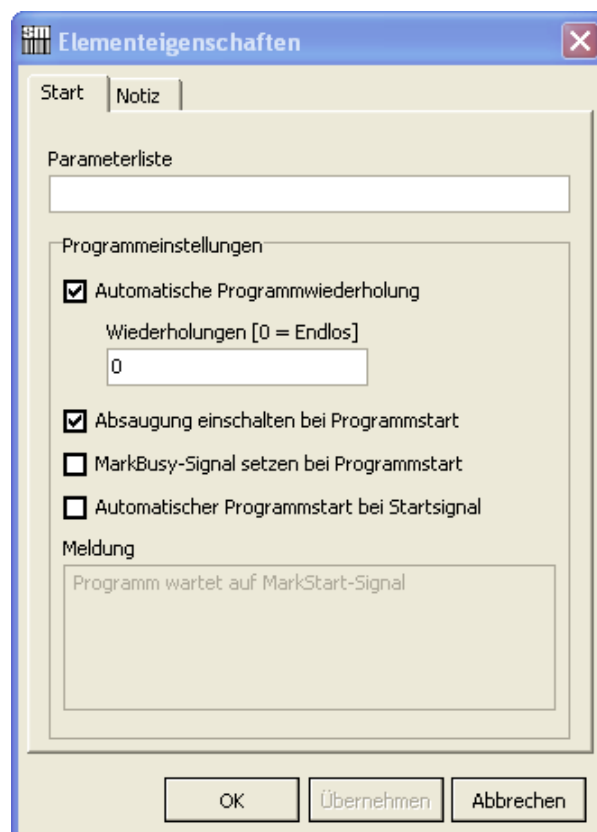 sm
Elementeigenschaften
Start
Notiz
Parameterliste
Programmeinstellungen
Automatische Programmwiederholung
Wiederholungen [0 = Endlos]
0
Absaugung einschalten bei Programmstart
MarkBusy-Signal setzen bei Programmstart
Automatischer Programmstart bei Startsignal
Meldung
Programm wartet auf MarkStart-Signal
OK
Übernehmen
Abbrechen